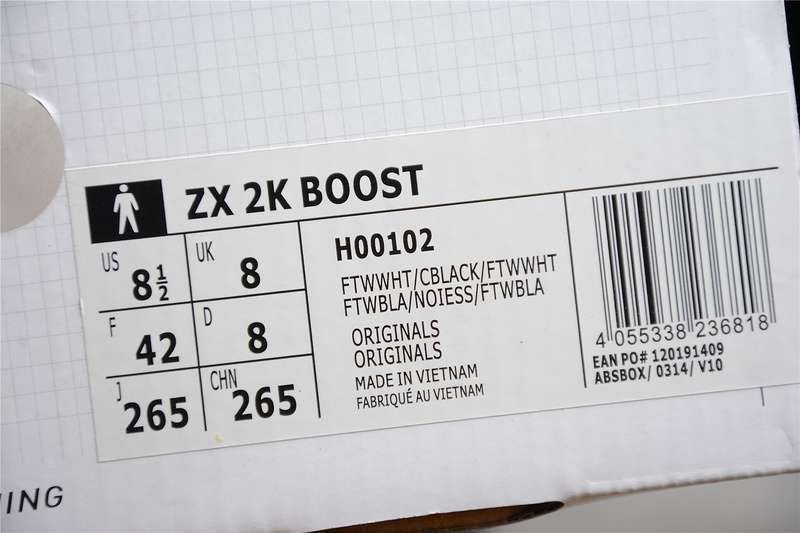 ZX 2K BOOST
US 8½ UK 8
F 42 D 8
J 265 CHN 265
H00102
FTWWHT/CBLACK/FTWWHT
FTWBLA/NOIESS/FTWBLA
ORIGINALS
ORIGINALS
MADE IN VIETNAM
FABRIQUÉ AU VIETNAM
4 055338 236818
EAN PO# 120191409
ABSBOX/ 0314/ V10